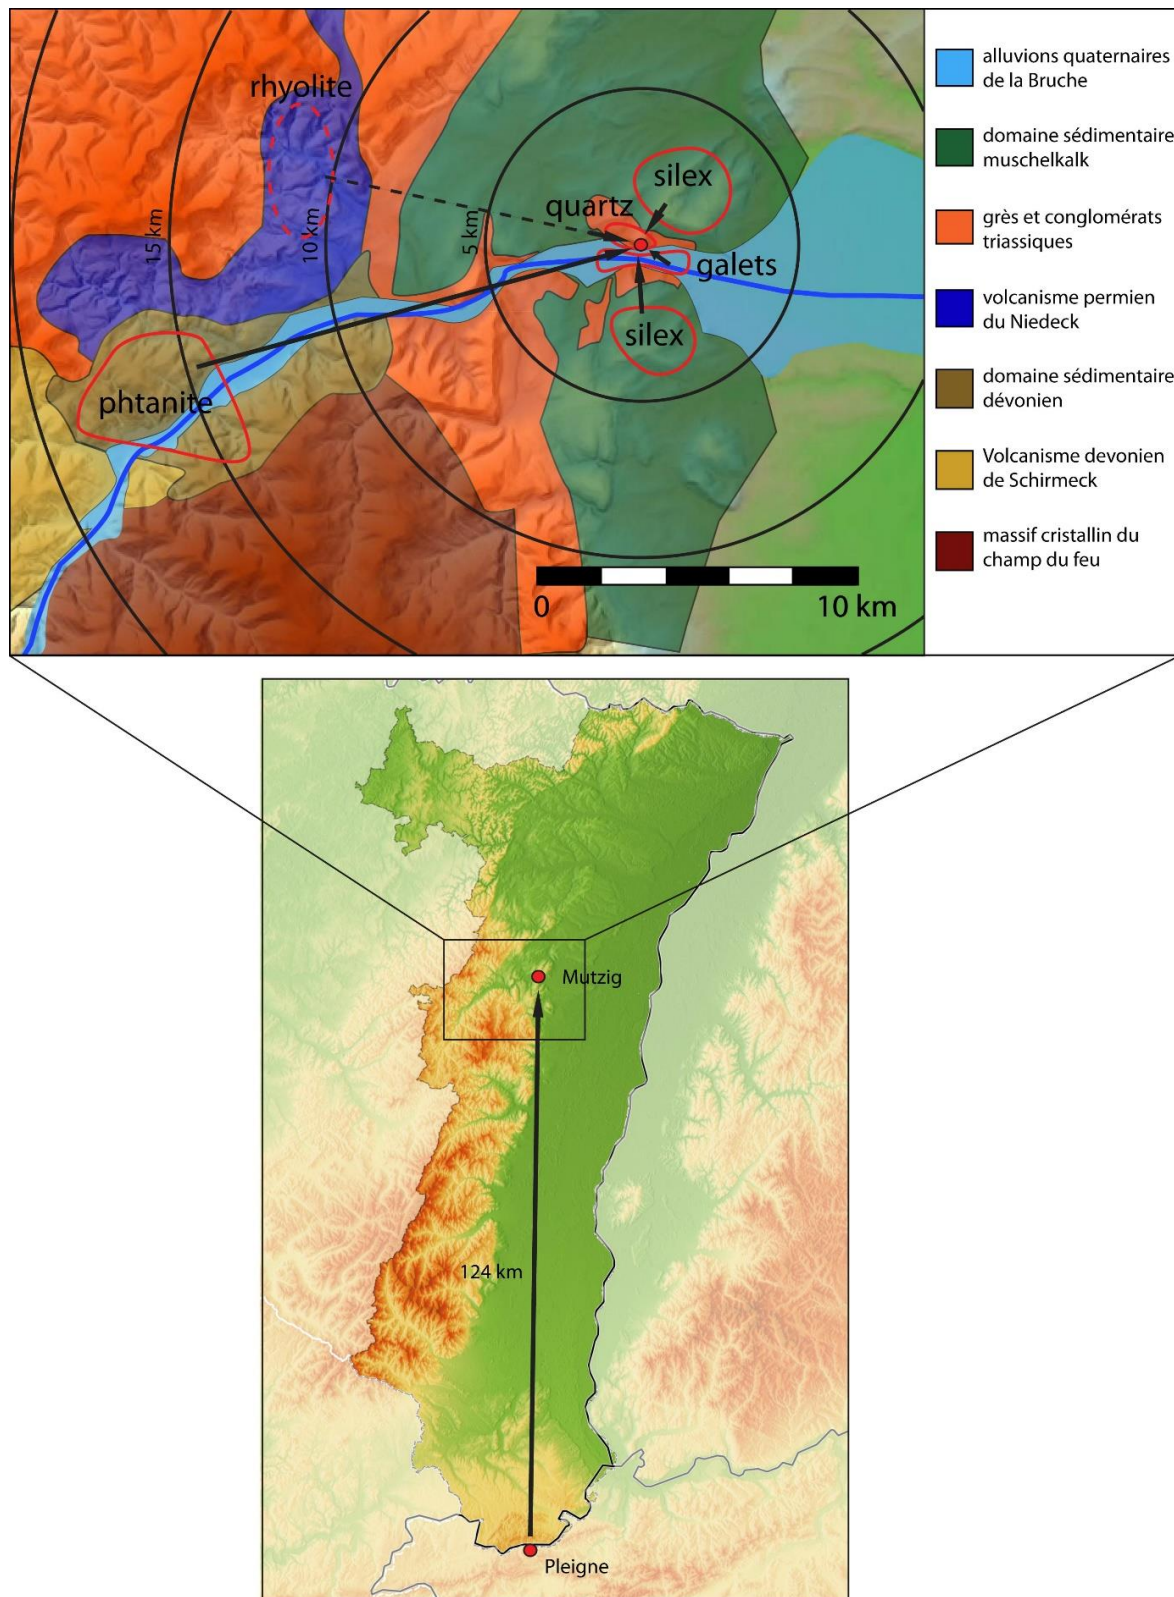 rhyolite
silex
quartz
15 km
10 km
5 km
galets
silex
phtanite
0
10 km
alluvions quaternaires
de la Bruche
domaine sédimentaire
muschelkalk
grès et conglomérats
triassiques
volcanisme permien
du Niedeck
domaine sédimentaire
dévonien
Volcanisme devonien
de Schirmeck
massif cristallin du
champ du feu
Mutzig
124 km
Pleigne